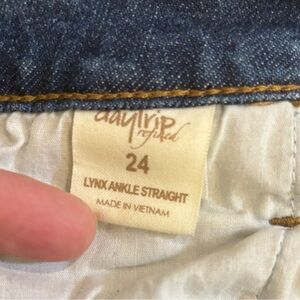 daytrip
refined
24
LYNX ANKLE STRAIGHT
MADE IN VIETNAM